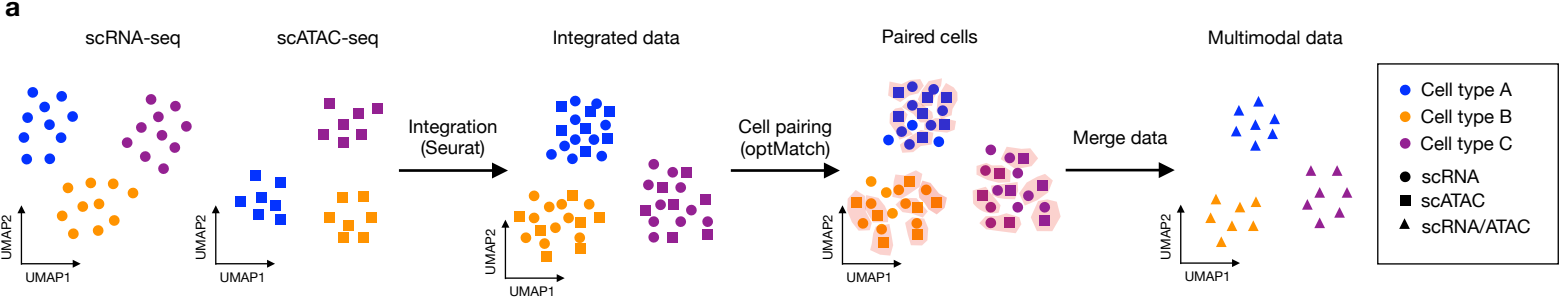 a
scRNA-seq
scATAC-seq
Integrated data
Paired cells
Multimodal data
Integration
(Seurat)
Cell pairing
(optMatch)
Merge data
Cell type A
Cell type B
Cell type C
scRNA
scATAC
scRNA/ATAC
UMAP2
UMAP1
UMAP2
UMAP1
UMAP2
UMAP1
UMAP2
UMAP1
UMAP2
UMAP1